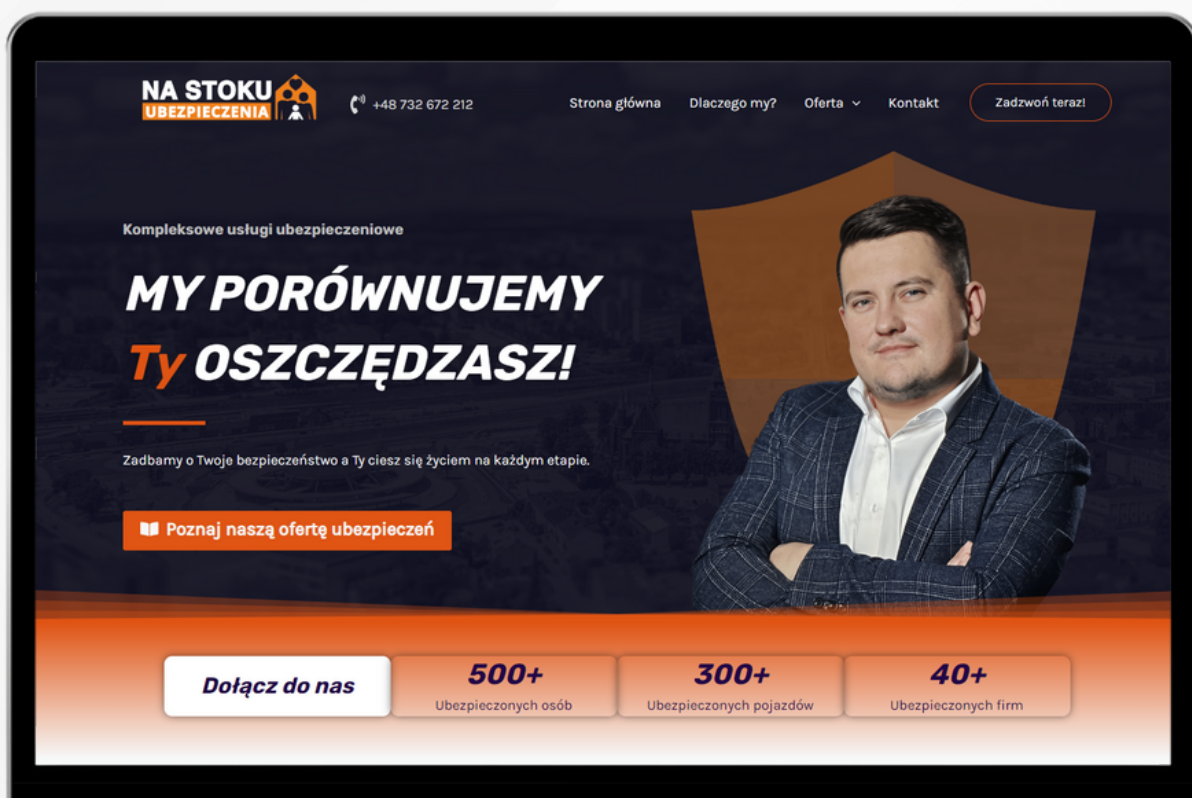 NA STOKU
UBEZPIECZENIA
+48 732 672 212
Strona główna
Dlaczego my?
Oferta
Kontakt
Zadzwoń teraz!
Kompleksowe usługi ubezpieczeniowe
MY PORÓWNUJEMY
Ty OSZCZĘDZASZ!
Zadbamy o Twoje bezpieczeństwo a Ty ciesz się życiem na każdym etapie.
Poznaj naszą ofertę ubezpieczeń
Dołącz do nas
500+
Ubezpieczonych osób
300+
Ubezpieczonych pojazdów
40+
Ubezpieczonych firm